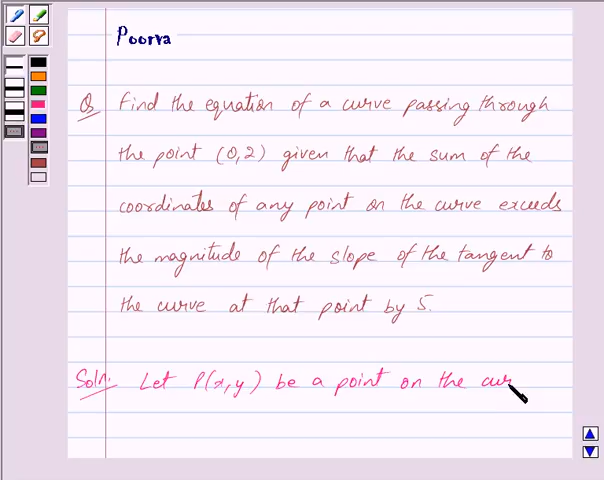 Poorva
Q Find the equation of a curve passing through
the point (0,2) given that the sum of the
coordinates of any point on the curve exceeds
the magnitude of the slope of the tangent to
the curve at that point by 5.
Soln. Let P(x,y) be a point on the cur